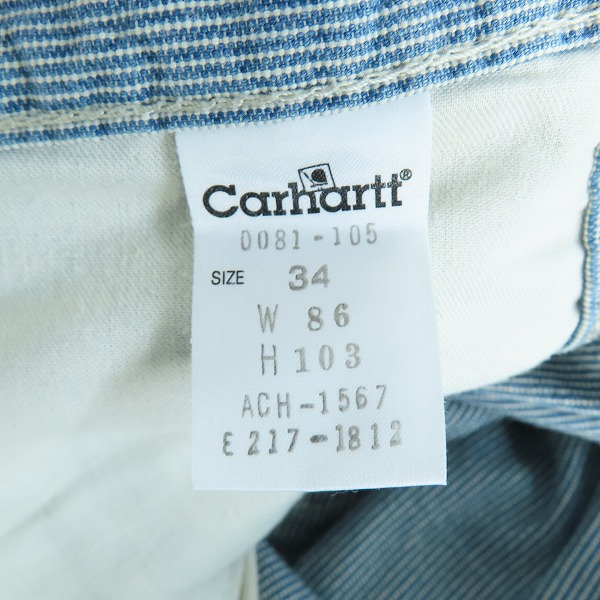 Carhartt®
0081-105
SIZE 34
W 86
H 103
ACH-1567
E217-1812